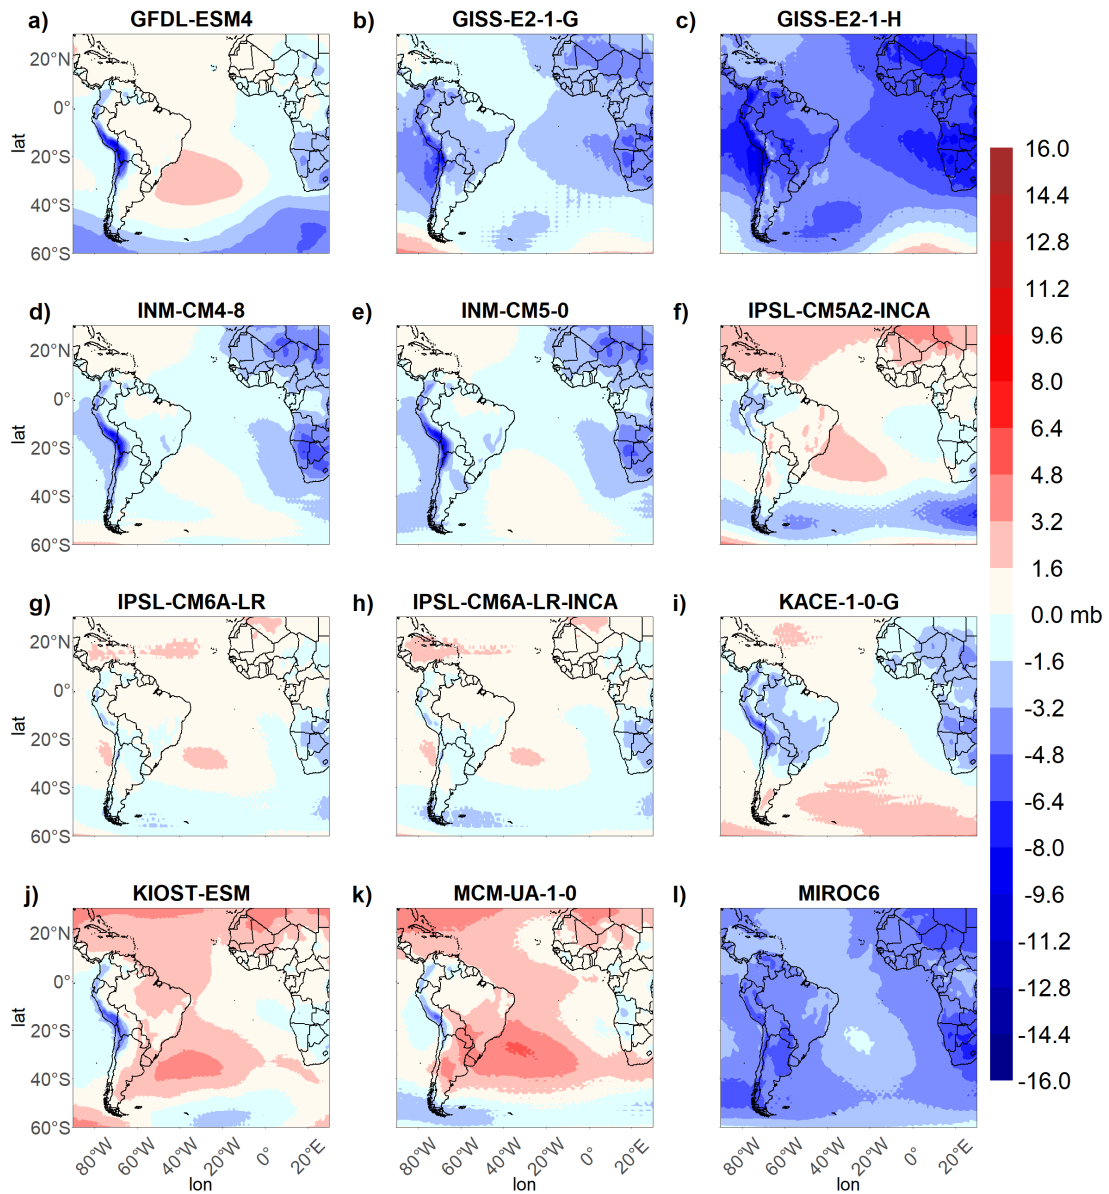 a) GFDL-ESM4 b) GISS-E2-1-G c) GISS-E2-1-H
20°N
0°
20°S
40°S
60°S
lat
d) INM-CM4-8 e) INM-CM5-0 f) IPSL-CM5A2-INCA
20°N
0°
20°S
40°S
60°S
lat
g) IPSL-CM6A-LR h) IPSL-CM6A-LR-INCA i) KACE-1-0-G
20°N
0°
20°S
40°S
60°S
lat
j) KIOST-ESM k) MCM-UA-1-0 l) MIROC6
20°N
0°
20°S
40°S
60°S
lat
80°W 60°W 40°W 20°W 0° 20°E 80°W 60°W 40°W 20°W 0° 20°E 80°W 60°W 40°W 20°W 0° 20°E
lon lon lon
16.0
14.4
12.8
11.2
9.6
8.0
6.4
4.8
3.2
1.6
0.0 mb
-1.6
-3.2
-4.8
-6.4
-8.0
-9.6
-11.2
-12.8
-14.4
-16.0